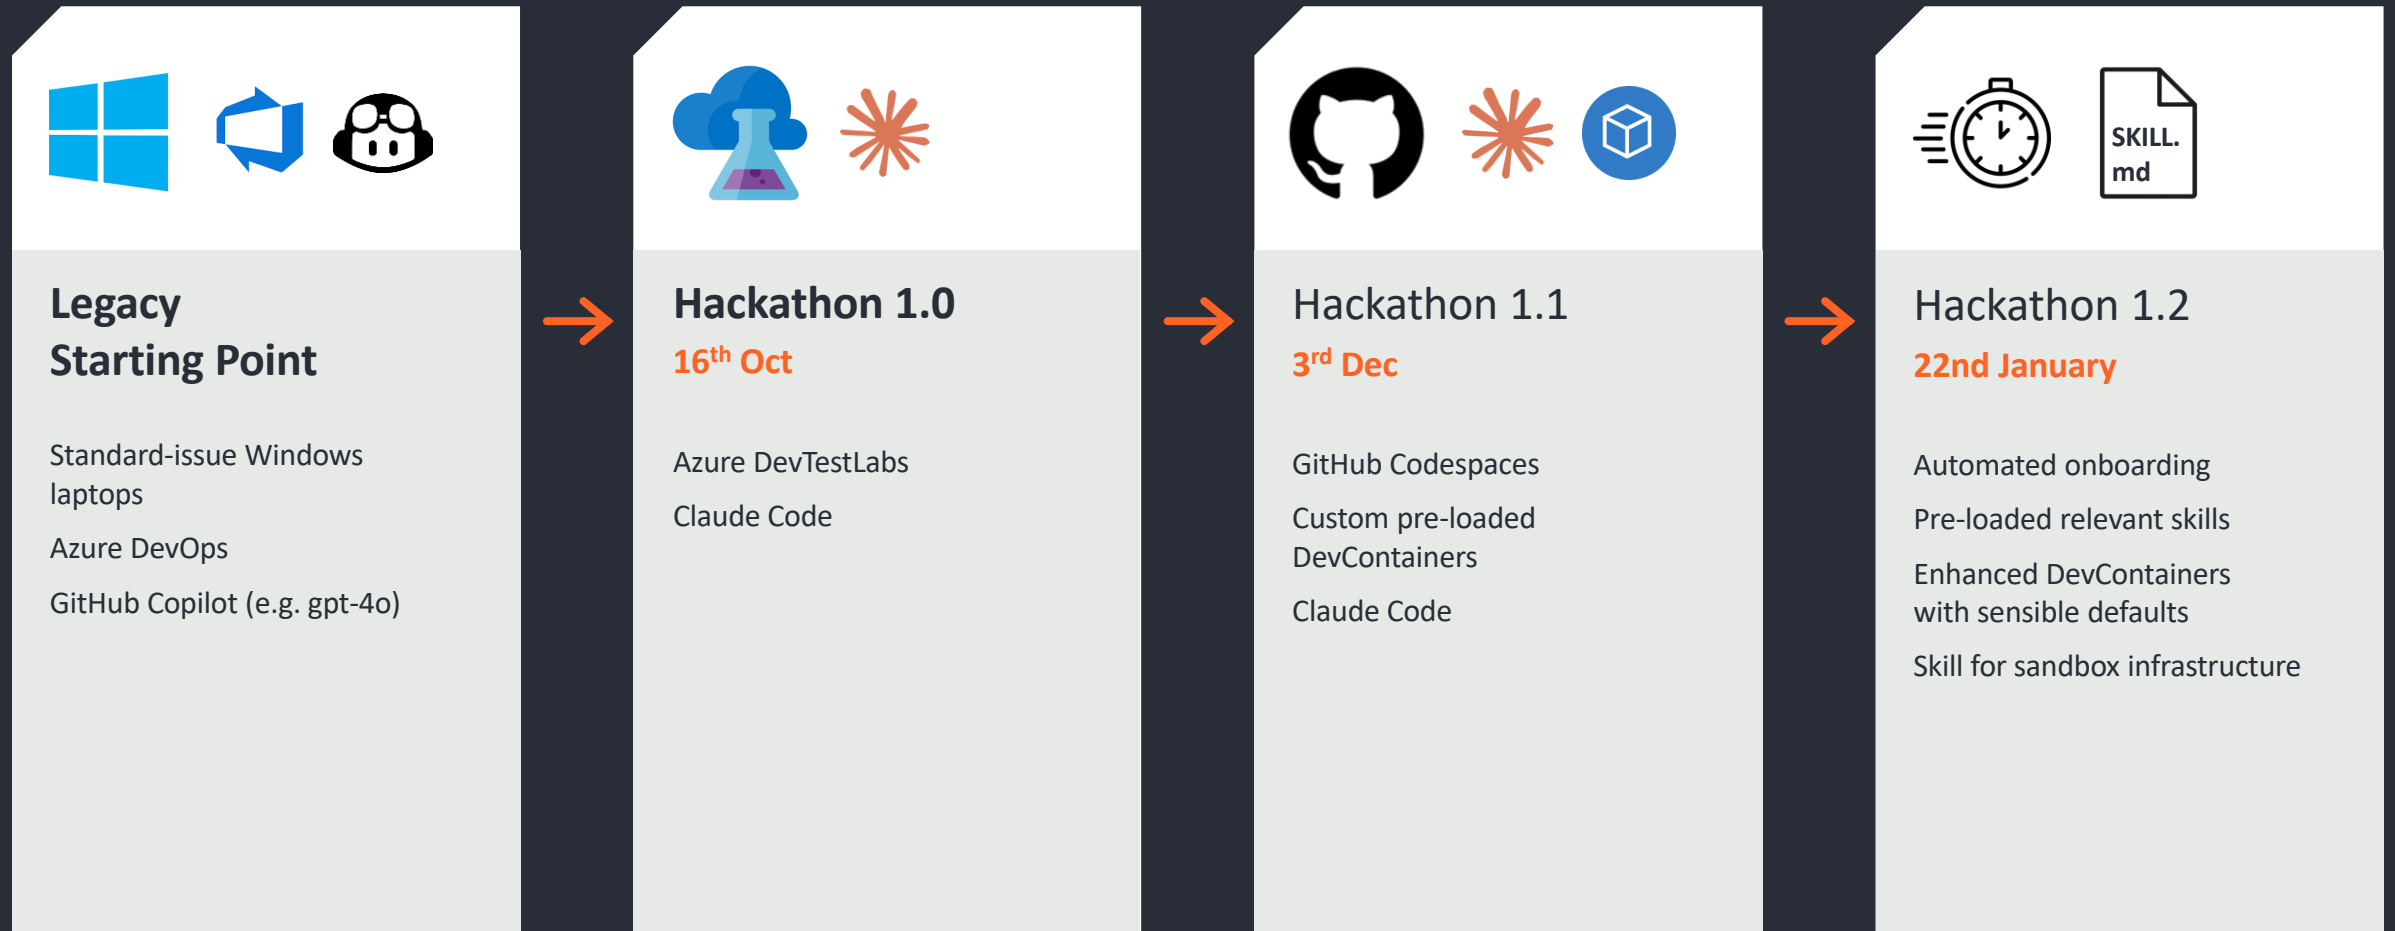 SKILL.
md
Legacy
Starting Point
Standard-issue Windows
laptops
Azure DevOps
GitHub Copilot (e.g. gpt-4o)
Hackathon 1.0
16th Oct
Azure DevTestLabs
Claude Code
Hackathon 1.1
3rd Dec
GitHub Codespaces
Custom pre-loaded
DevContainers
Claude Code
Hackathon 1.2
22nd January
Automated onboarding
Pre-loaded relevant skills
Enhanced DevContainers
with sensible defaults
Skill for sandbox infrastructure